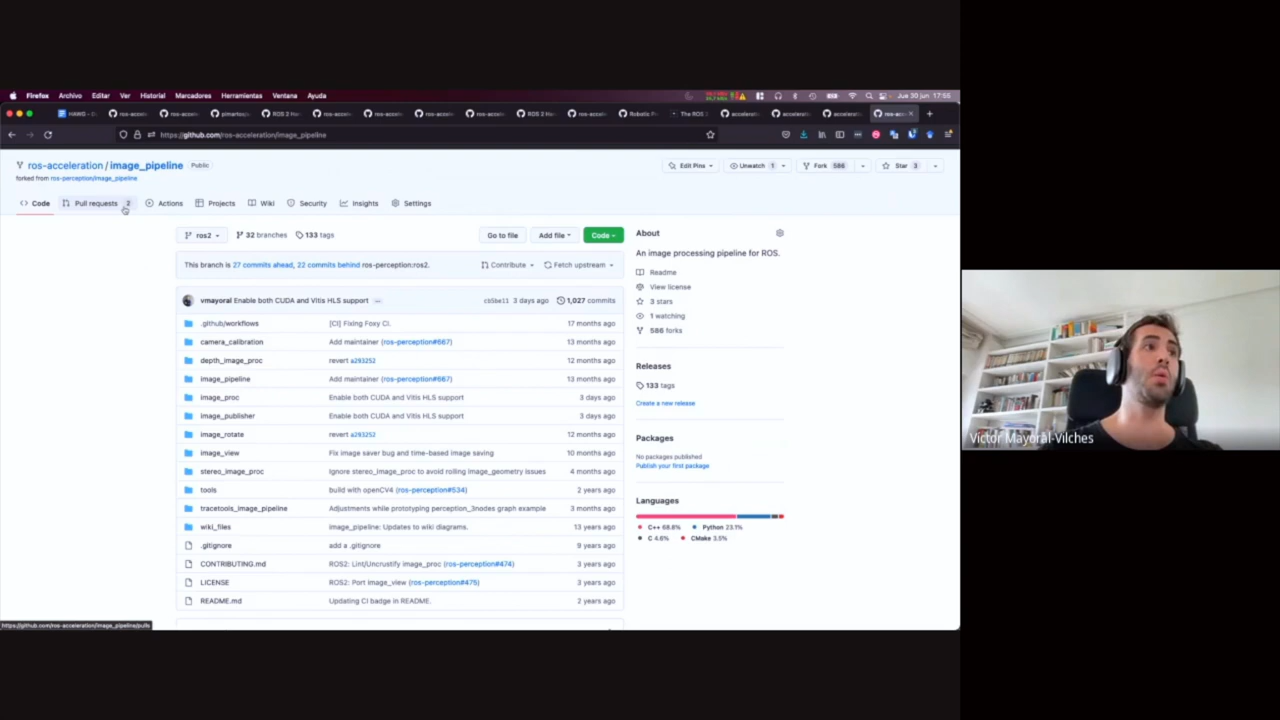 Firefox Archivo Editar Ver Historial Marcadores Herramientas Ventana Ayuda
Jue 30 jun 17:55
https://github.com/ros-acceleration/image_pipeline
ros-acceleration / image_pipeline Public
forked from ros-perception/image_pipeline
Edit Pins Unwatch 1 Fork 586 Star 3
Code Pull requests 2 Actions Projects Wiki Security Insights Settings
ros2 32 branches 133 tags Go to file Add file Code
This branch is 27 commits ahead, 22 commits behind ros-perception:ros2. Contribute Fetch upstream
vmayoral Enable both CUDA and Vitis HLS support ... cb5be11 3 days ago 1,027 commits
.github/workflows [CI] Fixing Foxy CI. 17 months ago
camera_calibration Add maintainer (ros-perception#667) 13 months ago
depth_image_proc revert a293252 12 months ago
image_pipeline Add maintainer (ros-perception#667) 13 months ago
image_proc Enable both CUDA and Vitis HLS support 3 days ago
image_publisher Enable both CUDA and Vitis HLS support 3 days ago
image_rotate revert a293252 12 months ago
image_view Fix image saver bug and time-based image saving 10 months ago
stereo_image_proc Ignore stereo_image_proc to avoid rolling image_geometry issues 4 months ago
tools build with openCV4 (ros-perception#534) 2 years ago
tracetools_image_pipeline Adjustments while prototyping perception_3nodes graph example 3 months ago
wiki_files image_pipeline: Updates to wiki diagrams. 13 years ago
.gitignore add a .gitignore 9 years ago
CONTRIBUTING.md ROS2: Lint/Uncrustify image_proc (ros-perception#474) 3 years ago
LICENSE ROS2: Port image_view (ros-perception#475) 3 years ago
README.md Updating CI badge in README. 2 years ago
About
An image processing pipeline for ROS.
Readme
View license
3 stars
1 watching
586 forks
Releases
133 tags
Create a new release
Packages
No packages published
Publish your first package
Languages
C++ 68.8% Python 23.1%
C 4.6% CMake 3.5%
https://github.com/ros-acceleration/image_pipeline/pulls
Víctor Mayoral-Vilches